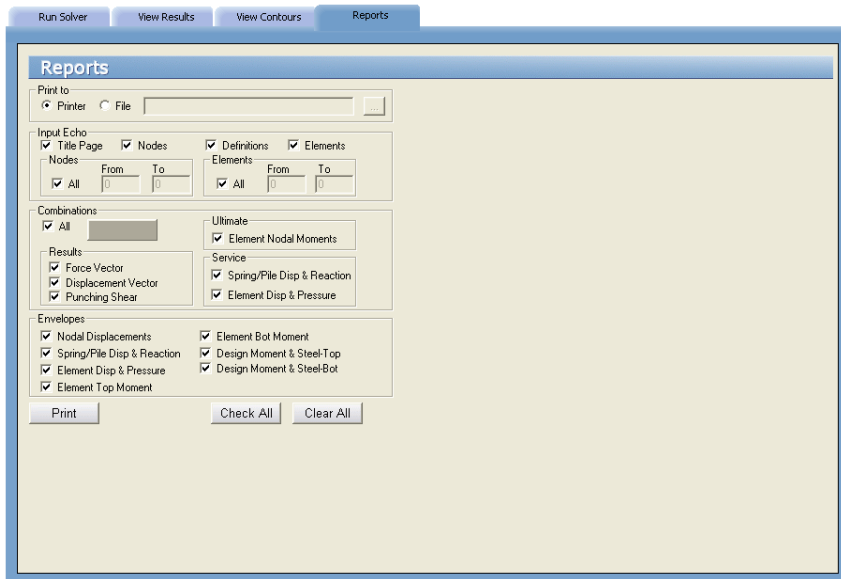 Run Solver View Results View Contours Reports
Reports
Print to
Printer File ...
Input Echo
Title Page Nodes Definitions Elements
Nodes Elements
From To From To
All 0 0 All 0 0
Combinations
All
Ultimate
Element Nodal Moments
Results
Force Vector
Displacement Vector
Punching Shear
Service
Spring/Pile Disp & Reaction
Element Disp & Pressure
Envelopes
Nodal Displacements
Spring/Pile Disp & Reaction
Element Disp & Pressure
Element Top Moment
Element Bot Moment
Design Moment & Steel-Top
Design Moment & Steel-Bot
Print Check All Clear All